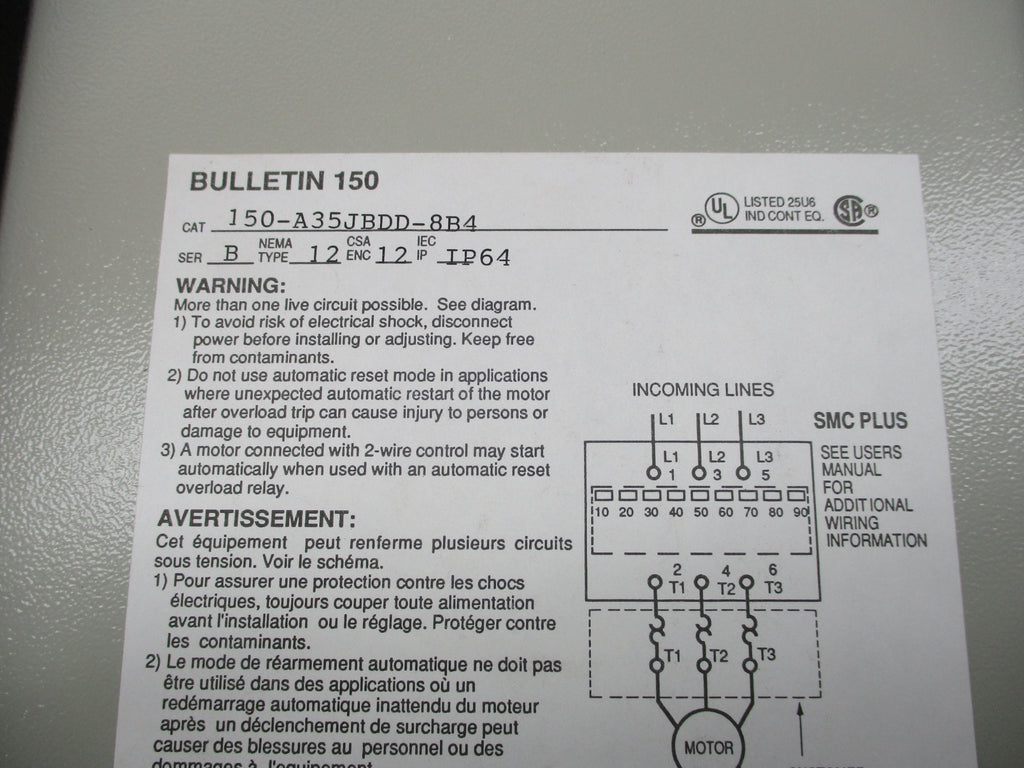 BULLETIN 150
CAT 150-A35JBDD-8B4
SER B NEMA TYPE 12 CSA ENC 12 IEC IP IP64
® UL LISTED 25U6
IND CONT EQ. SA ®
WARNING:
More than one live circuit possible. See diagram.
1) To avoid risk of electrical shock, disconnect
power before installing or adjusting. Keep free
from contaminants.
2) Do not use automatic reset mode in applications
where unexpected automatic restart of the motor
after overload trip can cause injury to persons or
damage to equipment.
3) A motor connected with 2-wire control may start
automatically when used with an automatic reset
overload relay.
AVERTISSEMENT:
Cet équipement peut renferme plusieurs circuits
sous tension. Voir le schéma.
1) Pour assurer une protection contre les chocs
électriques, toujours couper toute alimentation
avant l'installation ou le réglage. Protéger contre
les contaminants.
2) Le mode de réarmement automatique ne doit pas
être utilisé dans des applications où un
redémarrage automatique inattendu du moteur
après un déclenchement de surcharge peut
causer des blessures au personnel ou des
dommages à l'équipement.
INCOMING LINES
L1 L2 L3
L1 L2 L3
1 3 5
10 20 30 40 50 60 70 80 90
2 4 6
T1 T2 T3
T1 T2 T3
MOTOR
SMC PLUS
SEE USERS
MANUAL
FOR
ADDITIONAL
WIRING
INFORMATION